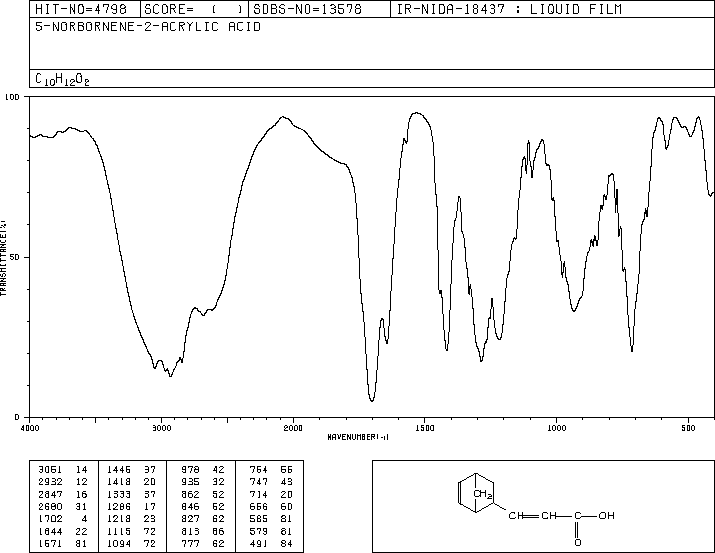 HIT-NO=4798 SCORE= ( ) SDBS-NO=13578 IR-NIDA-18437 : LIQUID FILM
5-NORBORNENE-2-ACRYLIC ACID
C10H12O2
100
50
0
TRANSMITTANCE(%)
4000 3000 2000 1500 1000 500
WAVENUMBER(-1)
3061 14 1446 37 978 42 764 66
2932 12 1418 20 935 32 747 43
2847 16 1333 37 862 52 714 20
2680 31 1286 17 846 52 656 60
1702 4 1218 23 827 62 585 81
1644 22 1115 72 813 86 579 81
1571 81 1094 72 777 62 491 84
CH2
CH=CH-C-OH
O